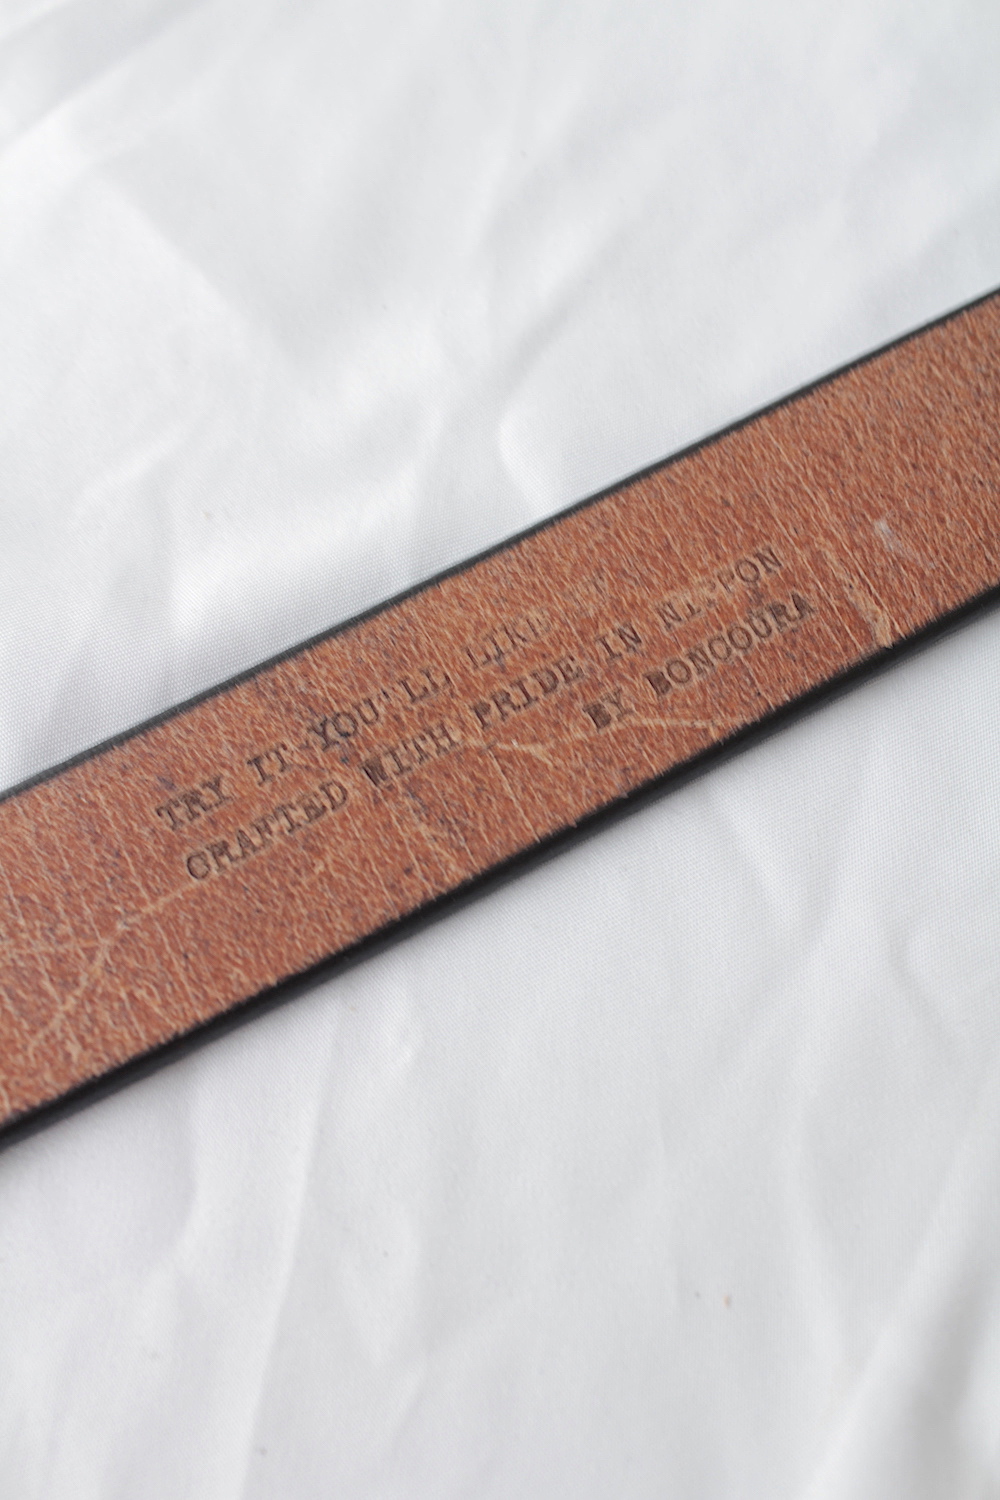 TRY IT-YOU'LL LIKE IT
CRAFTED WITH PRIDE IN NIPPON
BY BONCOURA